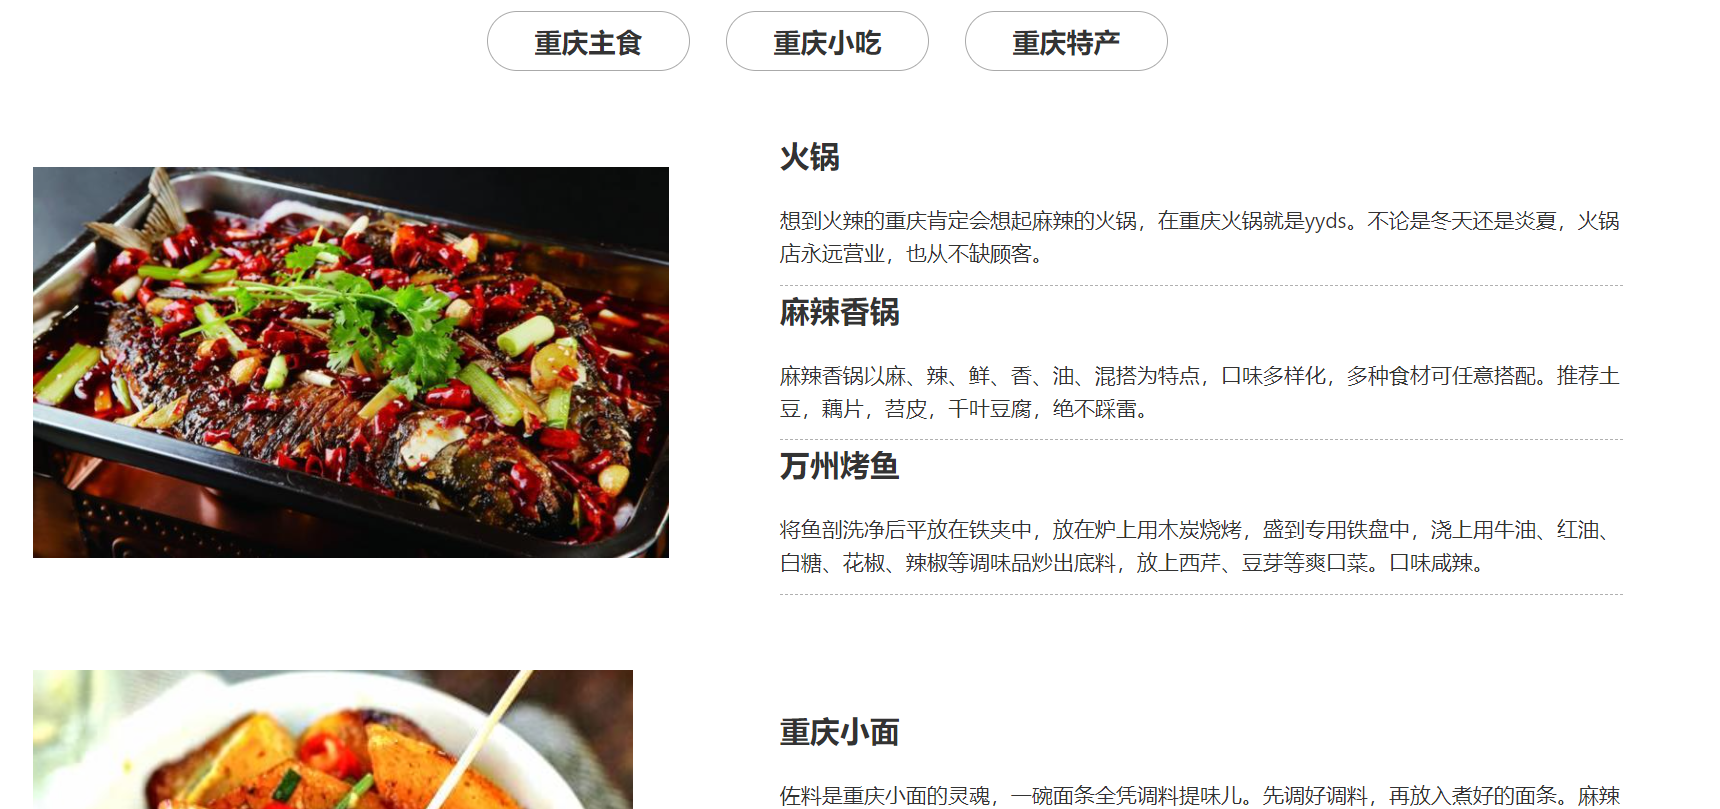 重庆主食
重庆小吃
重庆特产
火锅
想到火辣的重庆肯定会想起麻辣的火锅，在重庆火锅就是yyds。不论是冬天还是炎夏，火锅
店永远营业，也从不缺顾客。
麻辣香锅
麻辣香锅以麻、辣、鲜、香、油、混搭为特点，口味多样化，多种食材可任意搭配。推荐土
豆，藕片，苕皮，千叶豆腐，绝不踩雷。
万州烤鱼
将鱼剖洗净后平放在铁夹中，放在炉上用木炭烧烤，盛到专用铁盘中，浇上用牛油、红油、
白糖、花椒、辣椒等调味品炒出底料，放上西芹、豆芽等爽口菜。口味咸辣。
重庆小面
佐料是重庆小面的灵魂，一碗面条全凭调料提味儿。先调好调料，再放入煮好的面条。麻辣